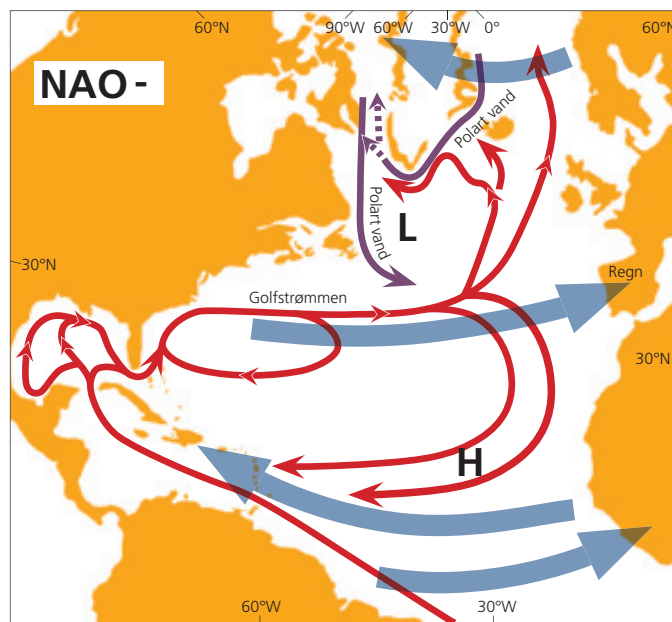 60°N
90°W
60°W
30°W
0°
60°N
NAO -
Polart vand
Polart vand
L
30°N
Regn
Golfstrømmen
30°N
H
60°W
30°W